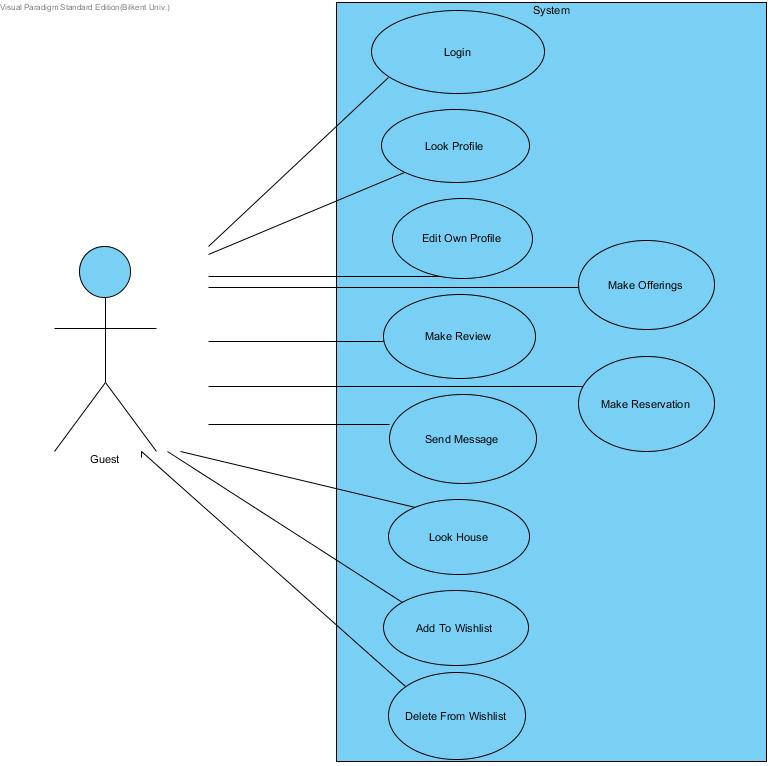 Visual Paradigm Standard Edition(Bilkent Univ.)
System
Login
Look Profile
Edit Own Profile
Make Offerings
Make Review
Make Reservation
Send Message
Guest
Look House
Add To Wishlist
Delete From Wishlist